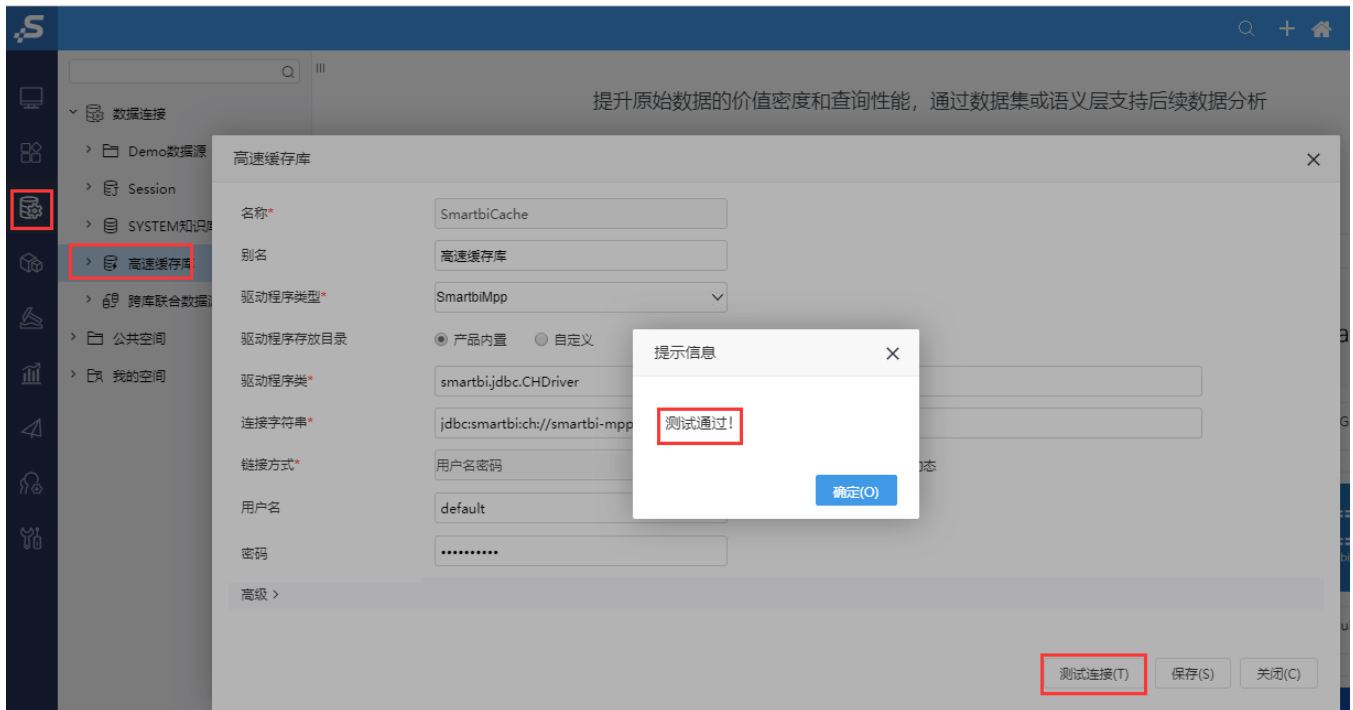 提升原始数据的价值密度和查询性能，通过数据集或语义层支持后续数据分析
数据连接
Demo数据源
Session
SYSTEM知识
高速缓存库
跨库联合数据
公共空间
我的空间
高速缓存库
名称* SmartbiCache
别名 高速缓存库
驱动程序类型* SmartbiMpp
驱动程序存放目录 产品内置 自定义
驱动程序类* smartbi.jdbc.CHDriver
连接字符串* jdbc:smartbi:ch://smartbi-mpp
链接方式* 用户名密码
用户名 default
密码 ••••••••••
高级 >
提示信息
测试通过!
确定(O)
测试连接(T) 保存(S) 关闭(C)